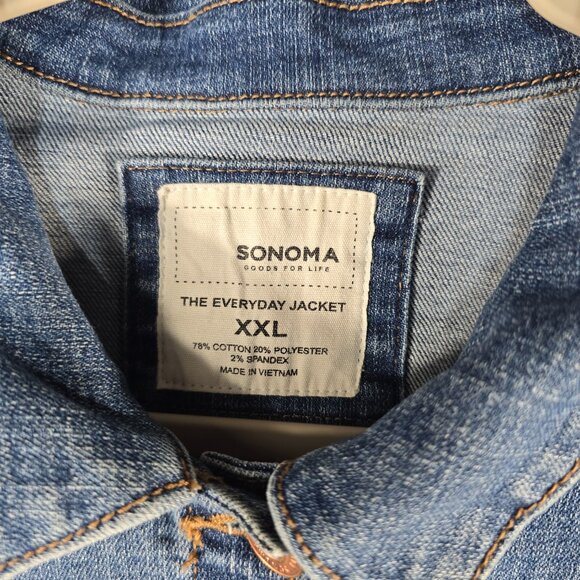 SONOMA
GOODS FOR LIFE
THE EVERYDAY JACKET
XXL
78% COTTON 20% POLYESTER
2% SPANDEX
MADE IN VIETNAM